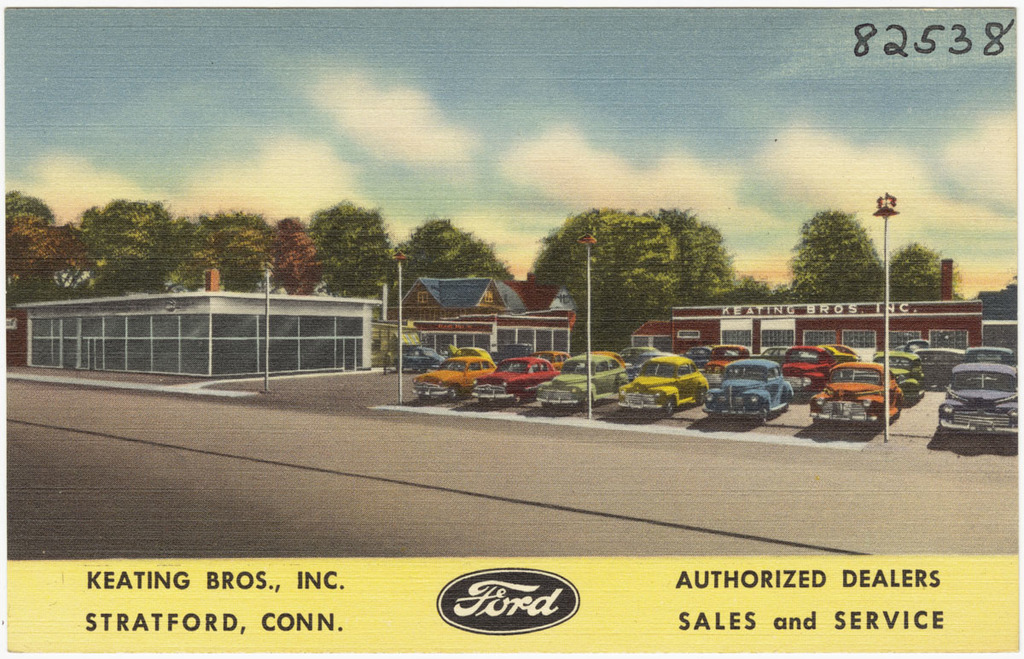 82538
KEATING BROS. INC.
KEATING BROS., INC.
STRATFORD, CONN.
Ford
AUTHORIZED DEALERS
SALES and SERVICE